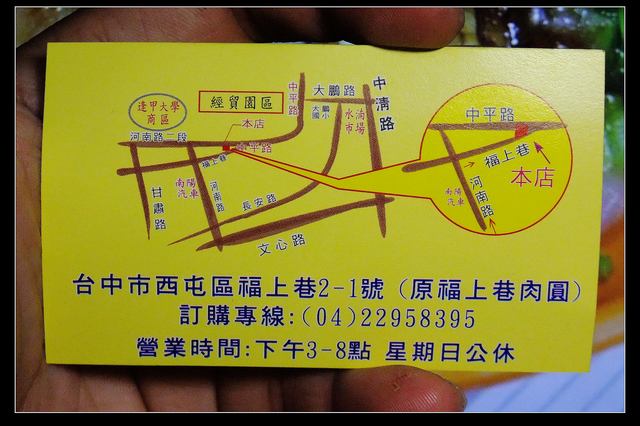 逢甲大學
商區
經貿園區
中平路
大鵬路
中清路
大鵬
國小
水湳
市場
本店
河南路二段
中平路
福上巷
南陽
汽車
河南路
甘肅路
長安路
文心路
中平路
福上巷
南陽
汽車
河南路
本店
台中市西屯區福上巷2-1號(原福上巷肉圓)
訂購專線:(04)22958395
營業時間:下午3-8點 星期日公休